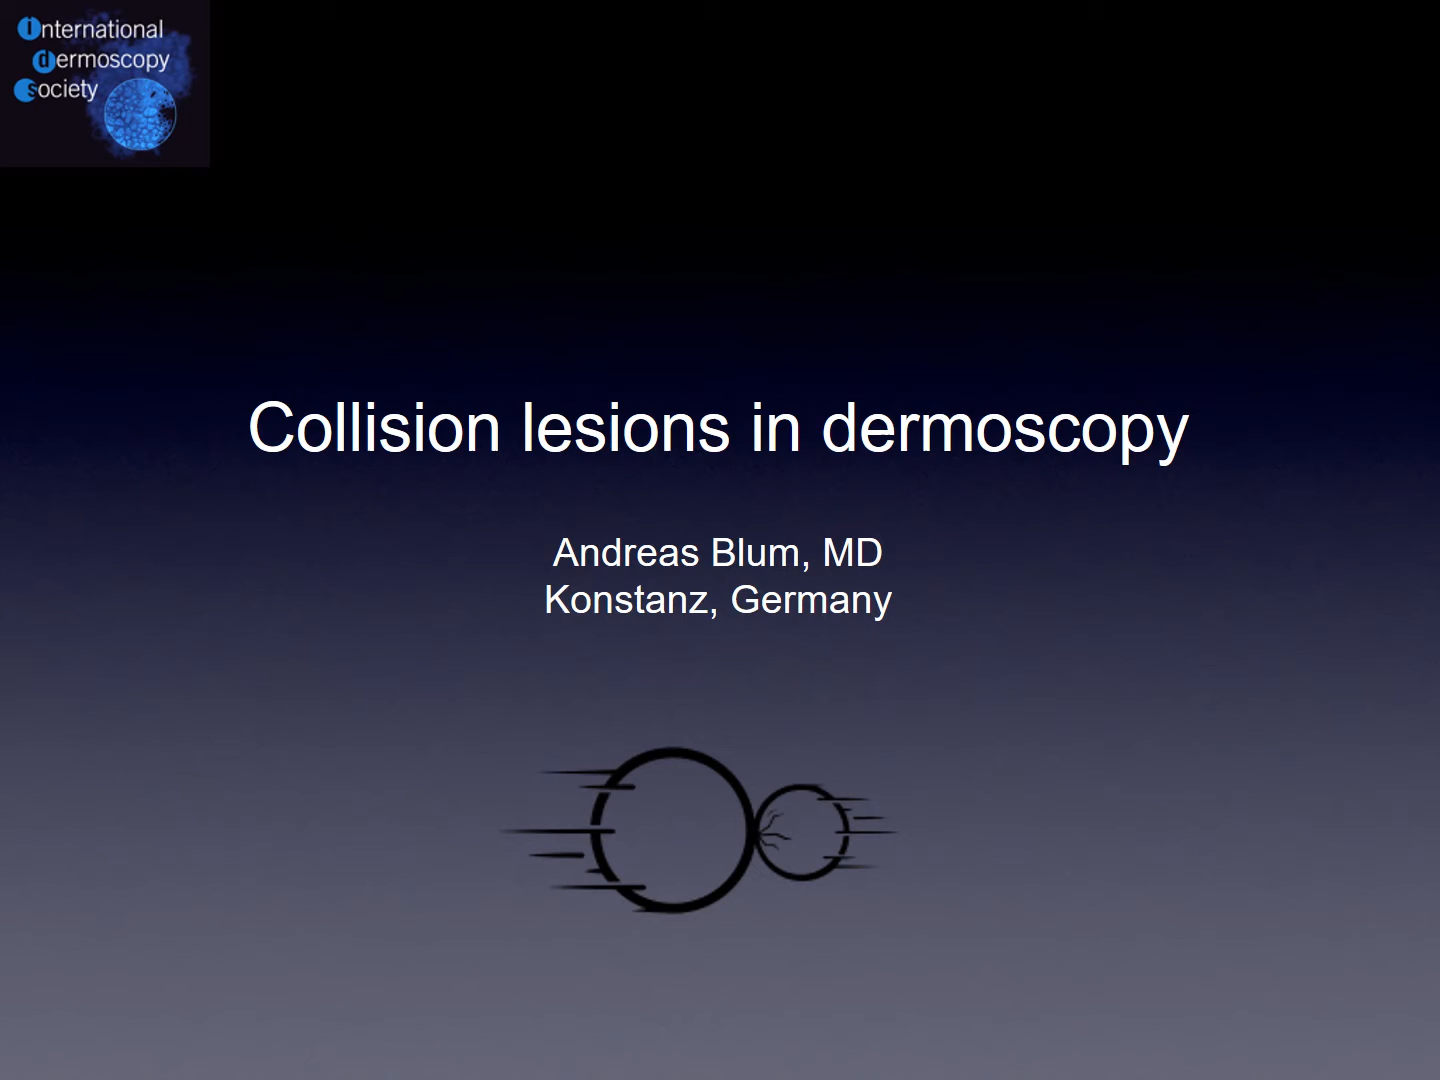 international
dermoscopy
society
Collision lesions in dermoscopy
Andreas Blum, MD
Konstanz, Germany